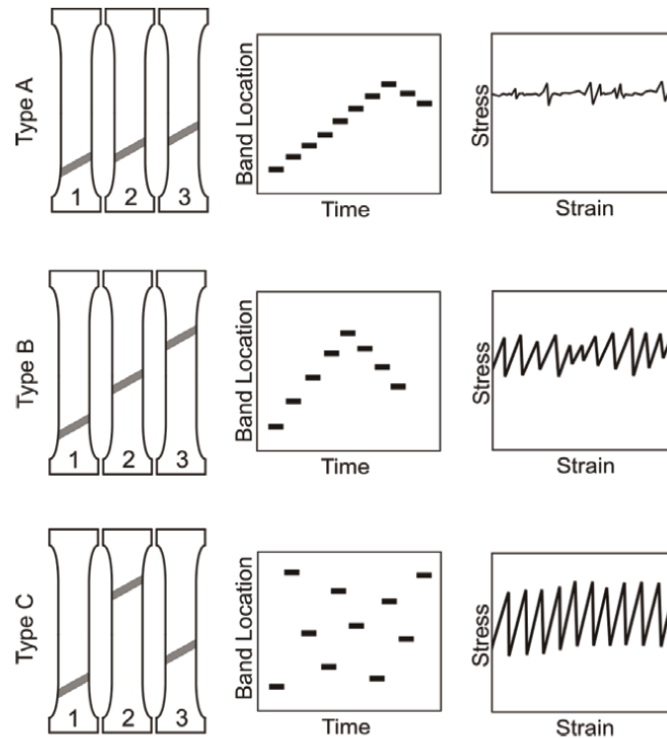 Type A
1 2 3
Band Location
Time
Stress
Strain
Type B
1 2 3
Band Location
Time
Stress
Strain
Type C
1 2 3
Band Location
Time
Stress
Strain